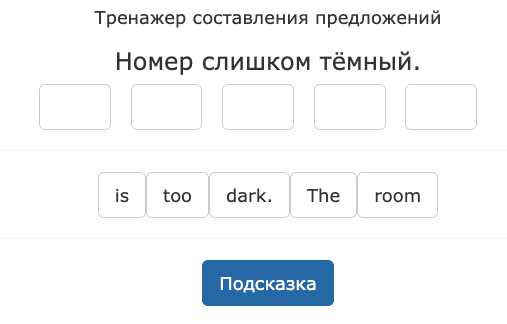 Тренажер составления предложений
Номер слишком тёмный.
is too dark. The room
Подсказка